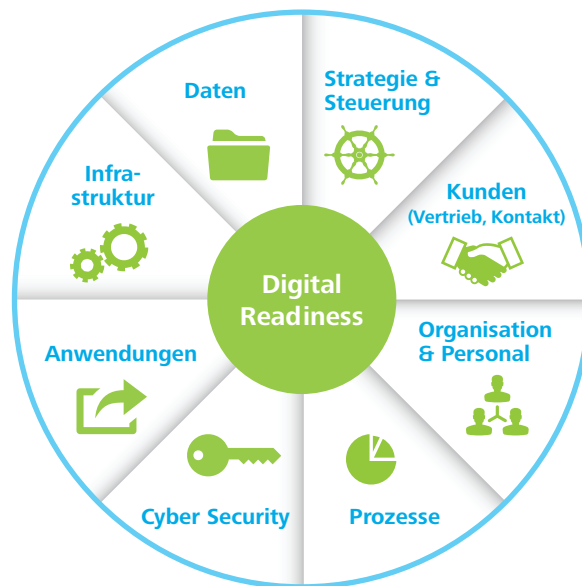 Daten
Strategie &
Steuerung
Infra-
struktur
Kunden
(Vertrieb, Kontakt)
Digital
Readiness
Anwendungen
Organisation
& Personal
Cyber Security
Prozesse